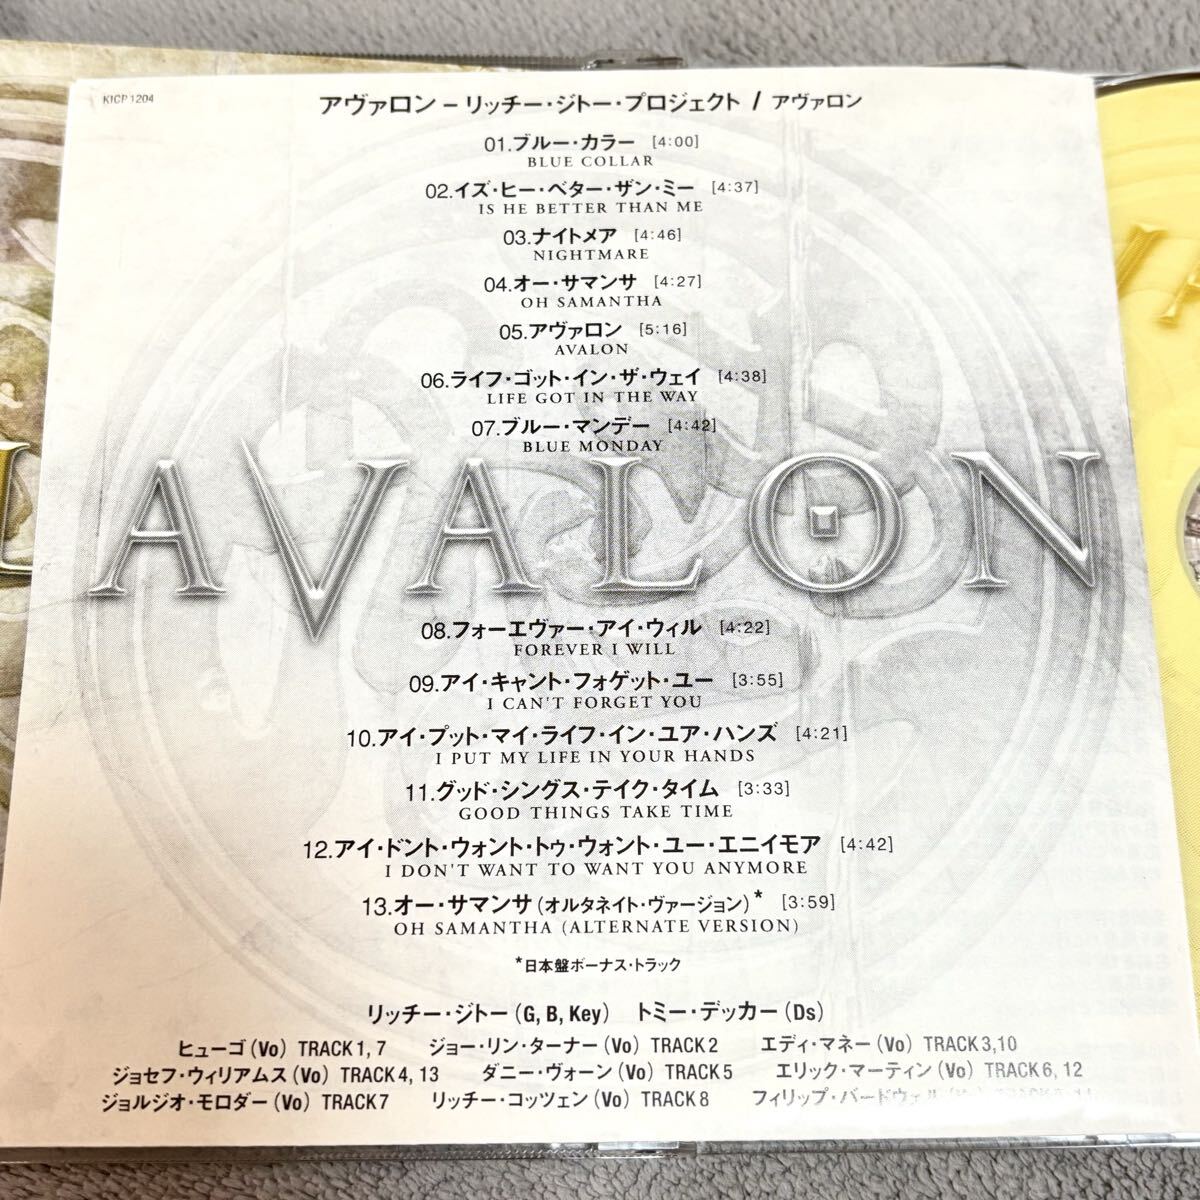 KICP 1204
アヴァロン – リッチー・ジトー・プロジェクト / アヴァロン
01.ブルー・カラー [4:00]
BLUE COLLAR
02.イズ・ヒー・ベター・ザン・ミー [4:37]
IS HE BETTER THAN ME
03.ナイトメア [4:46]
NIGHTMARE
04.オー・サマンサ [4:27]
OH SAMANTHA
05.アヴァロン [5:16]
AVALON
06.ライフ・ゴット・イン・ザ・ウェイ [4:38]
LIFE GOT IN THE WAY
07.ブルー・マンデー [4:42]
BLUE MONDAY
AVALON
08.フォーエヴァー・アイ・ウィル [4:22]
FOREVER I WILL
09.アイ・キャント・フォゲット・ユー [3:55]
I CAN'T FORGET YOU
10.アイ・プット・マイ・ライフ・イン・ユア・ハンズ [4:21]
I PUT MY LIFE IN YOUR HANDS
11.グッド・シングス・テイク・タイム [3:33]
GOOD THINGS TAKE TIME
12.アイ・ドント・ウォント・トゥ・ウォント・ユー・エニイモア [4:42]
I DON'T WANT TO WANT YOU ANYMORE
13.オー・サマンサ(オルタネイト・ヴァージョン)* [3:59]
OH SAMANTHA (ALTERNATE VERSION)
*日本盤ボーナス・トラック
リッチー・ジトー(G, B, Key) トミー・デッカー(Ds)
ヒューゴ(Vo) TRACK 1, 7 ジョー・リン・ターナー(Vo) TRACK 2 エディ・マネー(Vo) TRACK 3, 10
ジョセフ・ウィリアムス(Vo) TRACK 4, 13 ダニー・ヴォーン(Vo) TRACK 5 エリック・マーティン(Vo) TRACK 6, 12
ジョルジオ・モロダー(Vo) TRACK 7 リッチー・コッツェン(Vo) TRACK 8 フィリップ・バードウェル(Vo)